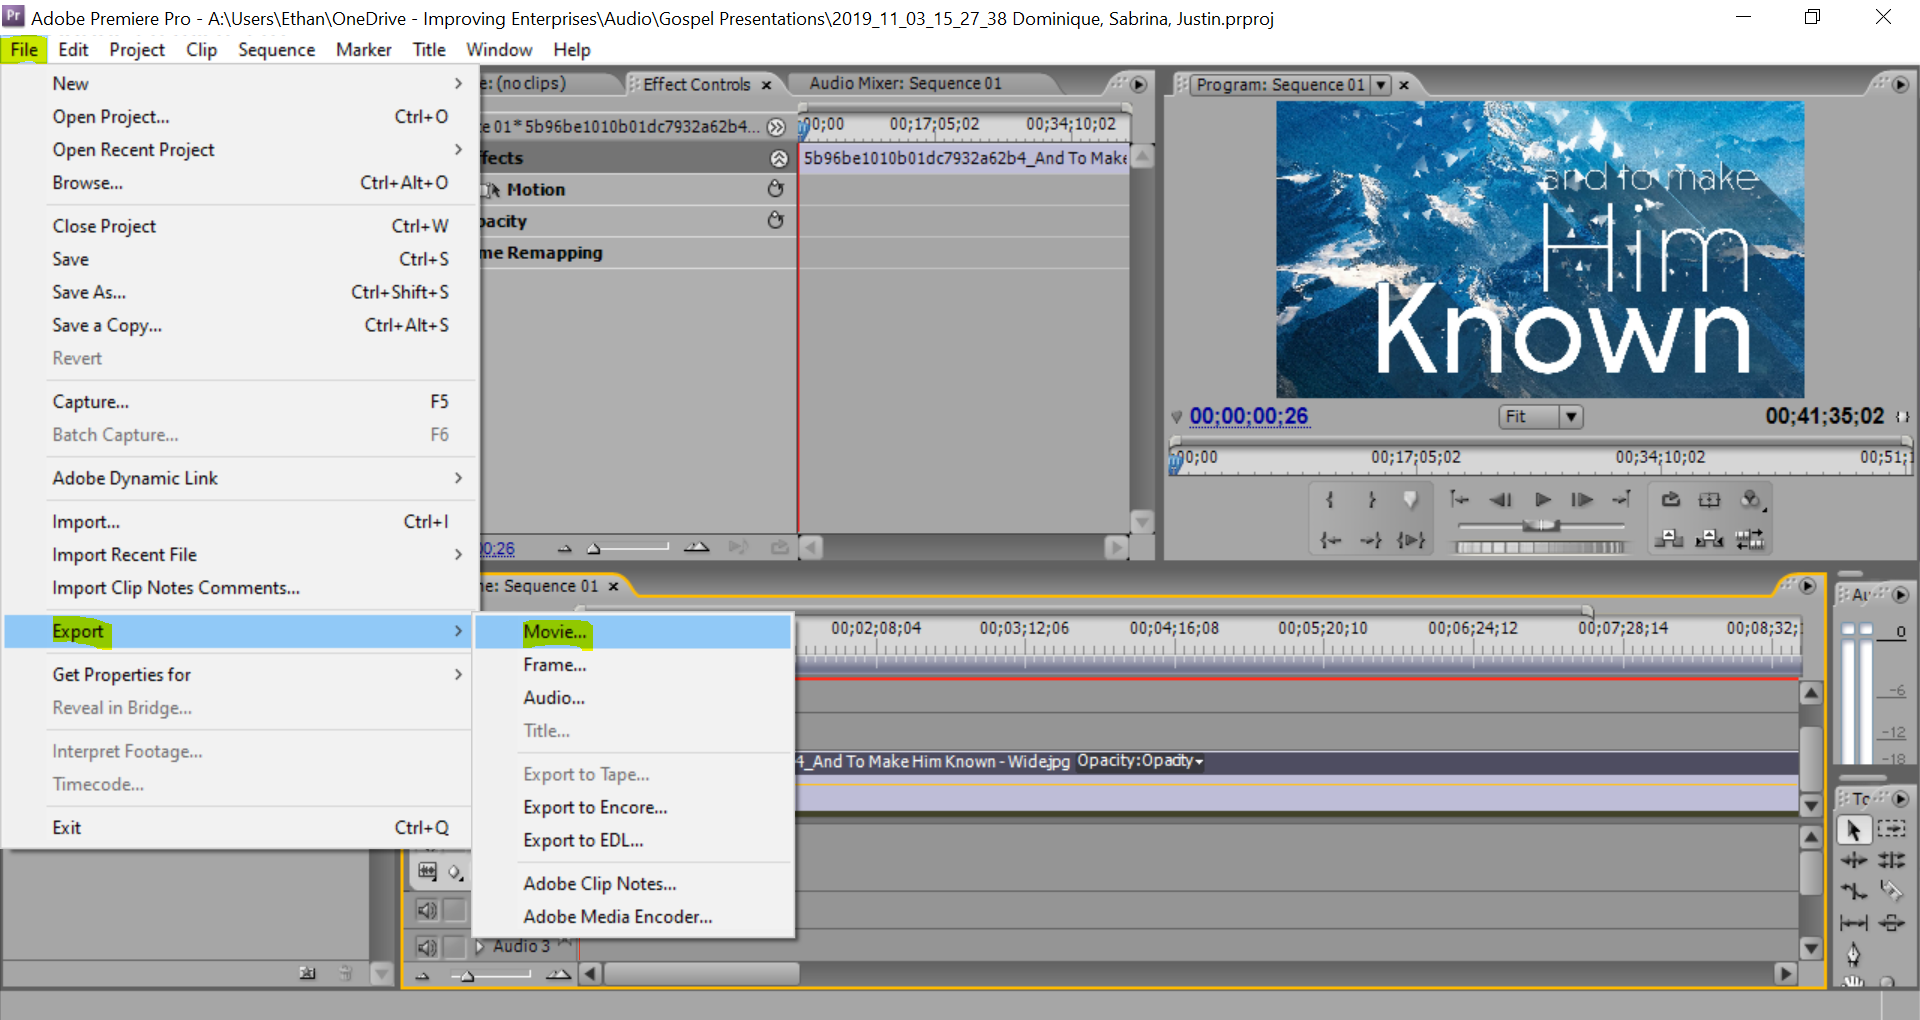 Pr Adobe Premiere Pro - A:\Users\Ethan\OneDrive - Improving Enterprises\Audio\Gospel Presentations\2019_11_03_15_27_38 Dominique, Sabrina, Justin.prproj
File Edit Project Clip Sequence Marker Title Window Help
New
Open Project... Ctrl+O
Open Recent Project
Browse... Ctrl+Alt+O
Close Project Ctrl+W
Save Ctrl+S
Save As... Ctrl+Shift+S
Save a Copy... Ctrl+Alt+S
Revert
Capture... F5
Batch Capture... F6
Adobe Dynamic Link
Import... Ctrl+I
Import Recent File
Import Clip Notes Comments...
Export
Get Properties for
Reveal in Bridge...
Interpret Footage...
Timecode...
Exit Ctrl+Q
Movie...
Frame...
Audio...
Title...
Export to Tape...
Export to Encore...
Export to EDL...
Adobe Clip Notes...
Adobe Media Encoder...
e: (no clips) Effect Controls Audio Mixer: Sequence 01
e 01* 5b96be1010b01dc7932a62b4... 00;00 00;17;05;02 00;34;10;02
ffects 5b96be1010b01dc7932a62b4_And To Make
Motion
pacity
me Remapping
00;26
Program: Sequence 01
and to make
Him
Known
00;00;00;26 Fit 00;41;35;02
00;00 00;17;05;02 00;34;10;02 00;51;1
ne: Sequence 01
00;02;08;04 00;03;12;06 00;04;16;08 00;05;20;10 00;06;24;12 00;07;28;14 00;08;32;
4_And To Make Him Known - Wide.jpg Opacity:Opacity
Audio 3
Au
0
-6
-12
-18
To